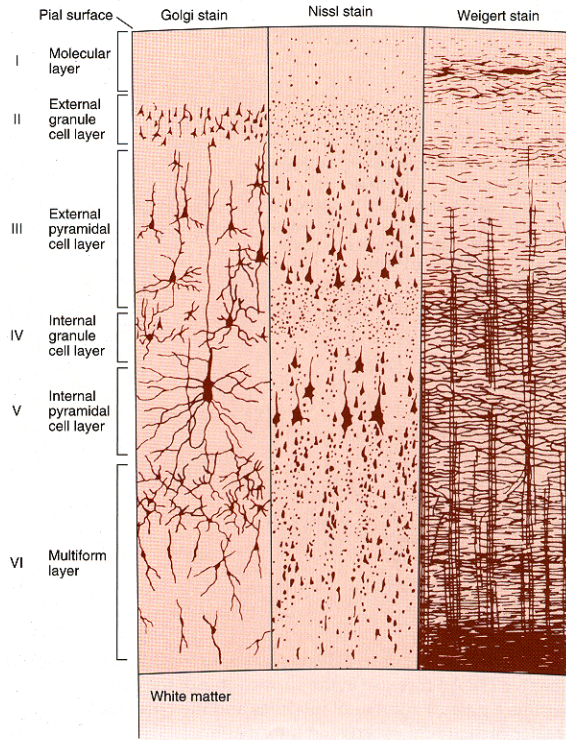 Pial surface
Golgi stain
Nissl stain
Weigert stain
I
Molecular
layer
II
External
granule
cell layer
III
External
pyramidal
cell layer
IV
Internal
granule
cell layer
V
Internal
pyramidal
cell layer
VI
Multiform
layer
White matter